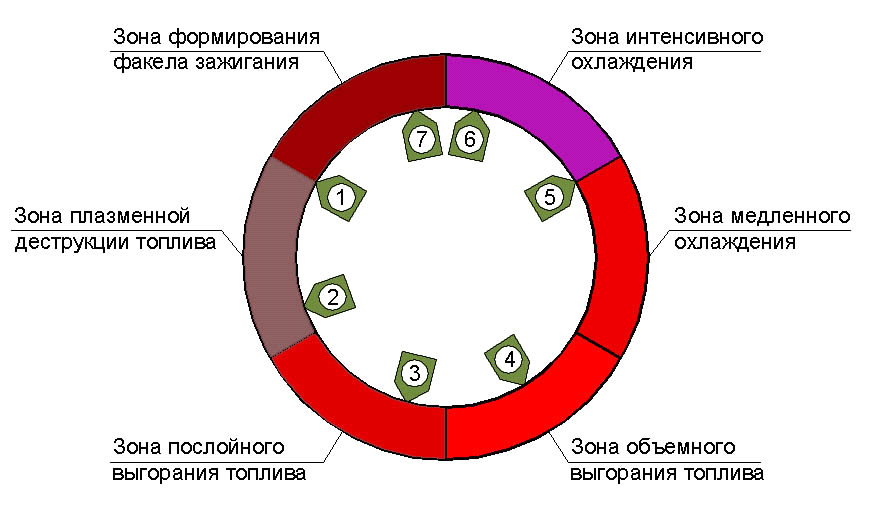 Зона формирования
факела зажигания
Зона интенсивного
охлаждения
7
6
1
5
Зона плазменной
деструкции топлива
Зона медленного
охлаждения
2
3
4
Зона послойного
выгорания топлива
Зона объемного
выгорания топлива